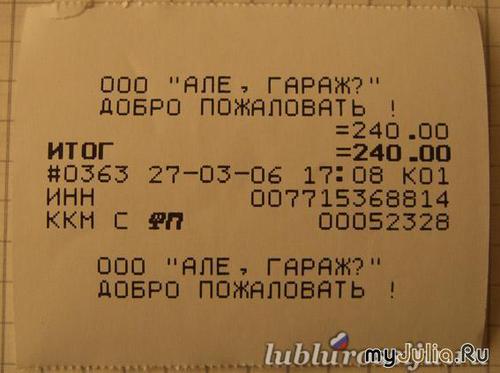 ООО "АЛЕ, ГАРАЖ?"
ДОБРО ПОЖАЛОВАТЬ !
=240.00
ИТОГ =240.00
#0363 27-03-06 17:08 К01
ИНН 007715368814
ККМ С ФП 00052328
ООО "АЛЕ, ГАРАЖ?"
ДОБРО ПОЖАЛОВАТЬ !
myJulia.Ru